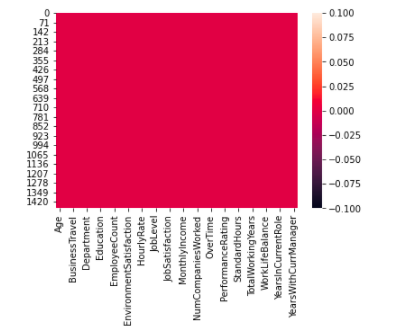 0
71
142
213
284
355
426
497
568
639
710
781
852
923
994
1065
1136
1207
1278
1349
1420
Age
BusinessTravel
Department
Education
EmployeeCount
EnvironmentSatisfaction
HourlyRate
JobLevel
JobSatisfaction
MonthlyIncome
NumCompaniesWorked
OverTime
PerformanceRating
StandardHours
TotalWorkingYears
WorkLifeBalance
YearsInCurrentRole
YearsWithCurrManager
0.100
0.075
0.050
0.025
0.000
−0.025
−0.050
−0.075
−0.100